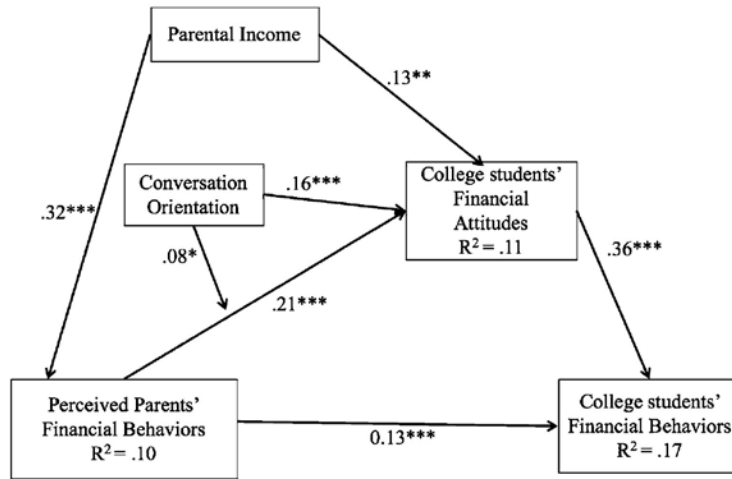 Parental Income
.13**
Conversation
Orientation
.16***
College students'
Financial
Attitudes
R² = .11
.32***
.08*
.21***
.36***
Perceived Parents'
Financial Behaviors
R² = .10
0.13***
College students'
Financial Behaviors
R² = .17